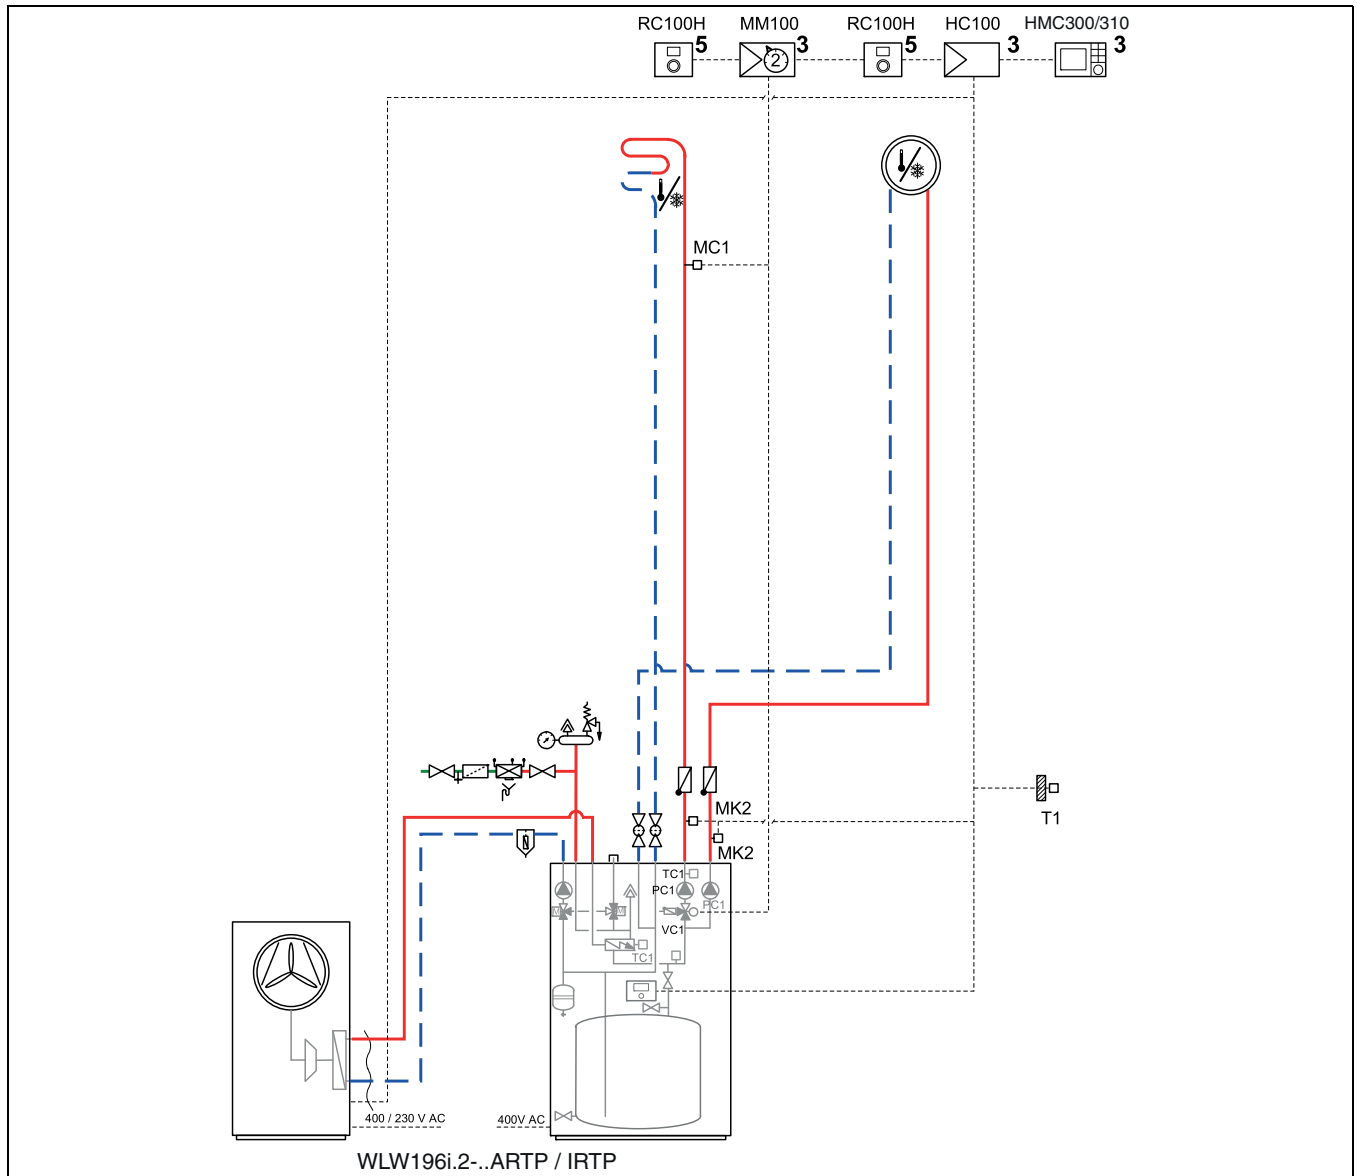 RC100H MM100 RC100H HC100 HMC300/310
5 3 5 3 3
2
MC1
MK2
T1
MK2
TC1
PC1 PC1
M M
VC1
TC1
400 / 230 V AC
400V AC
WLW196i.2-..ARTP / IRTP